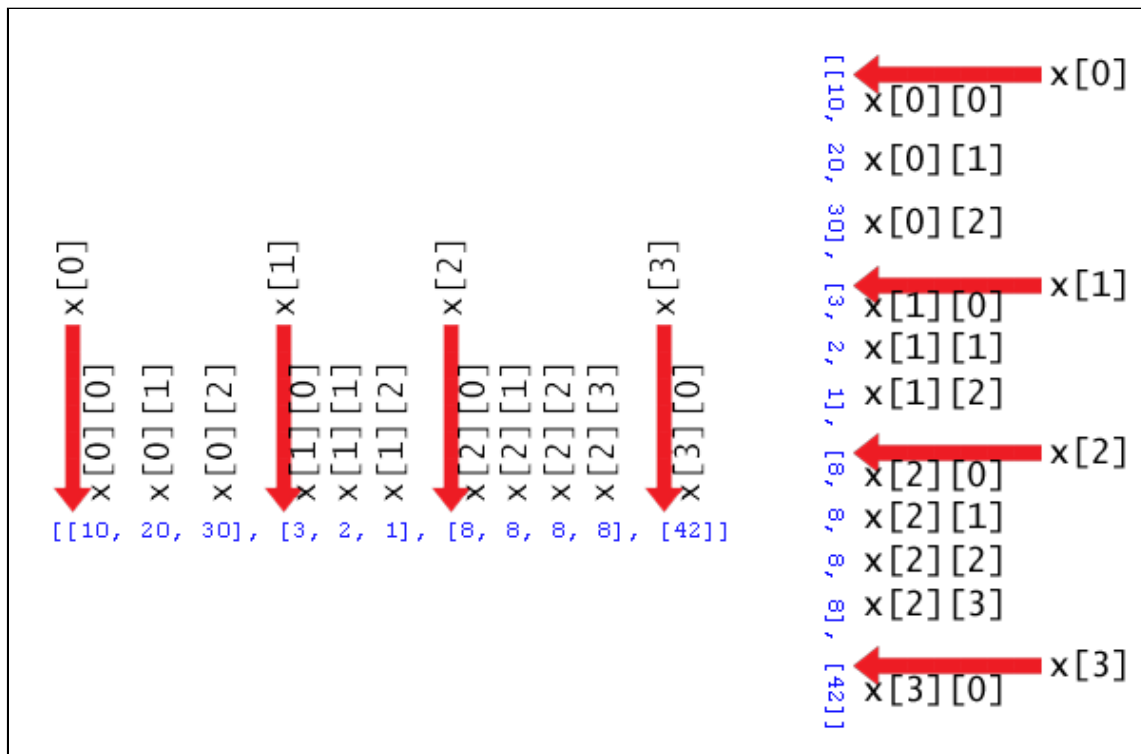 x[0]
x[1]
x[2]
x[3]
x[0][0]
x[0][1]
x[0][2]
x[1][0]
x[1][1]
x[1][2]
x[2][0]
x[2][1]
x[2][2]
x[2][3]
x[3][0]
[[10, 20, 30], [3, 2, 1], [8, 8, 8, 8], [42]]
[[10, 20, 30], [3, 2, 1], [8, 8, 8, 8], [42]]
x[0]
x[0][0]
x[0][1]
x[0][2]
x[1]
x[1][0]
x[1][1]
x[1][2]
x[2]
x[2][0]
x[2][1]
x[2][2]
x[2][3]
x[3]
x[3][0]